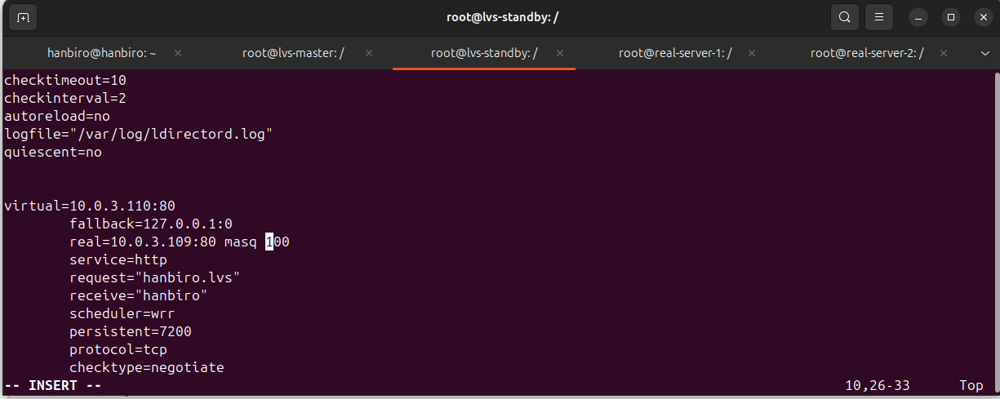 root@lvs-standby: /
hanbiro@hanbiro: ~ × root@lvs-master: / × root@lvs-standby: / × root@real-server-1: / × root@real-server-2: / ×
checktimeout=10
checkinterval=2
autoreload=no
logfile="/var/log/ldirectord.log"
quiescent=no
virtual=10.0.3.110:80
        fallback=127.0.0.1:0
        real=10.0.3.109:80 masq 100
        service=http
        request="hanbiro.lvs"
        receive="hanbiro"
        scheduler=wrr
        persistent=7200
        protocol=tcp
        checktype=negotiate
-- INSERT -- 10,26-33 Top